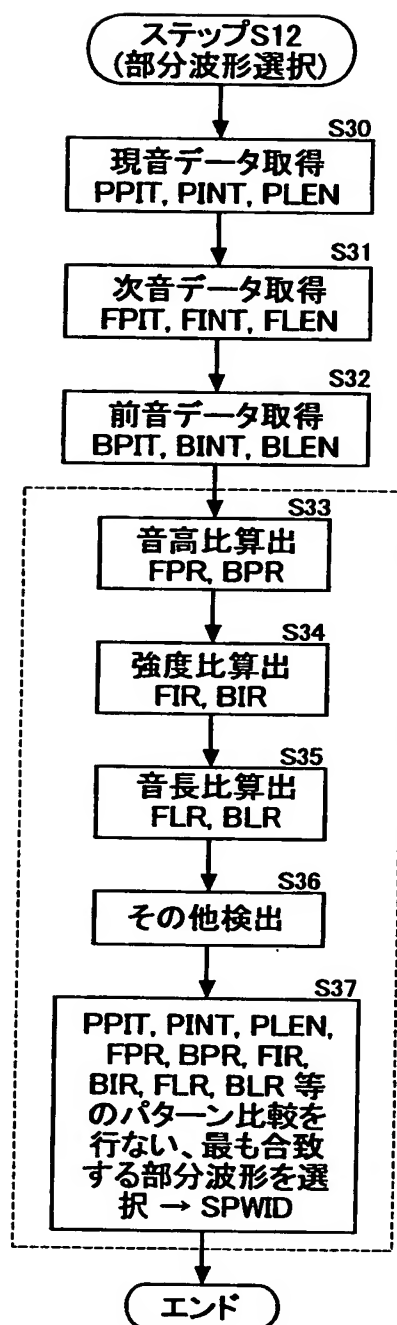 ステップS12
(部分波形選択)
S30
現音データ取得
PPIT, PINT, PLEN
S31
次音データ取得
FPIT, FINT, FLEN
S32
前音データ取得
BPIT, BINT, BLEN
S33
音高比算出
FPR, BPR
S34
強度比算出
FIR, BIR
S35
音長比算出
FLR, BLR
S36
その他検出
S37
PPIT, PINT, PLEN,
FPR, BPR, FIR,
BIR, FLR, BLR 等
のパターン比較を
行ない、最も合致
する部分波形を選
択 → SPWID
エンド